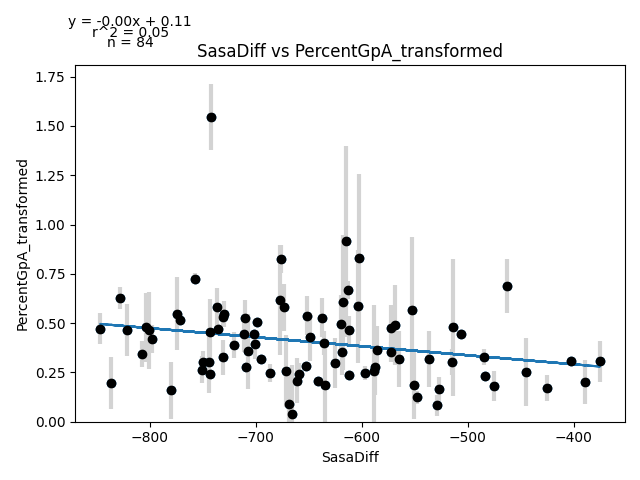 y = -0.00x + 0.11
r^2 = 0.05
n = 84
SasaDiff vs PercentGpA_transformed
1.75
1.50
1.25
1.00
0.75
0.50
0.25
0.00
PercentGpA_transformed
−800
−700
−600
−500
−400
SasaDiff